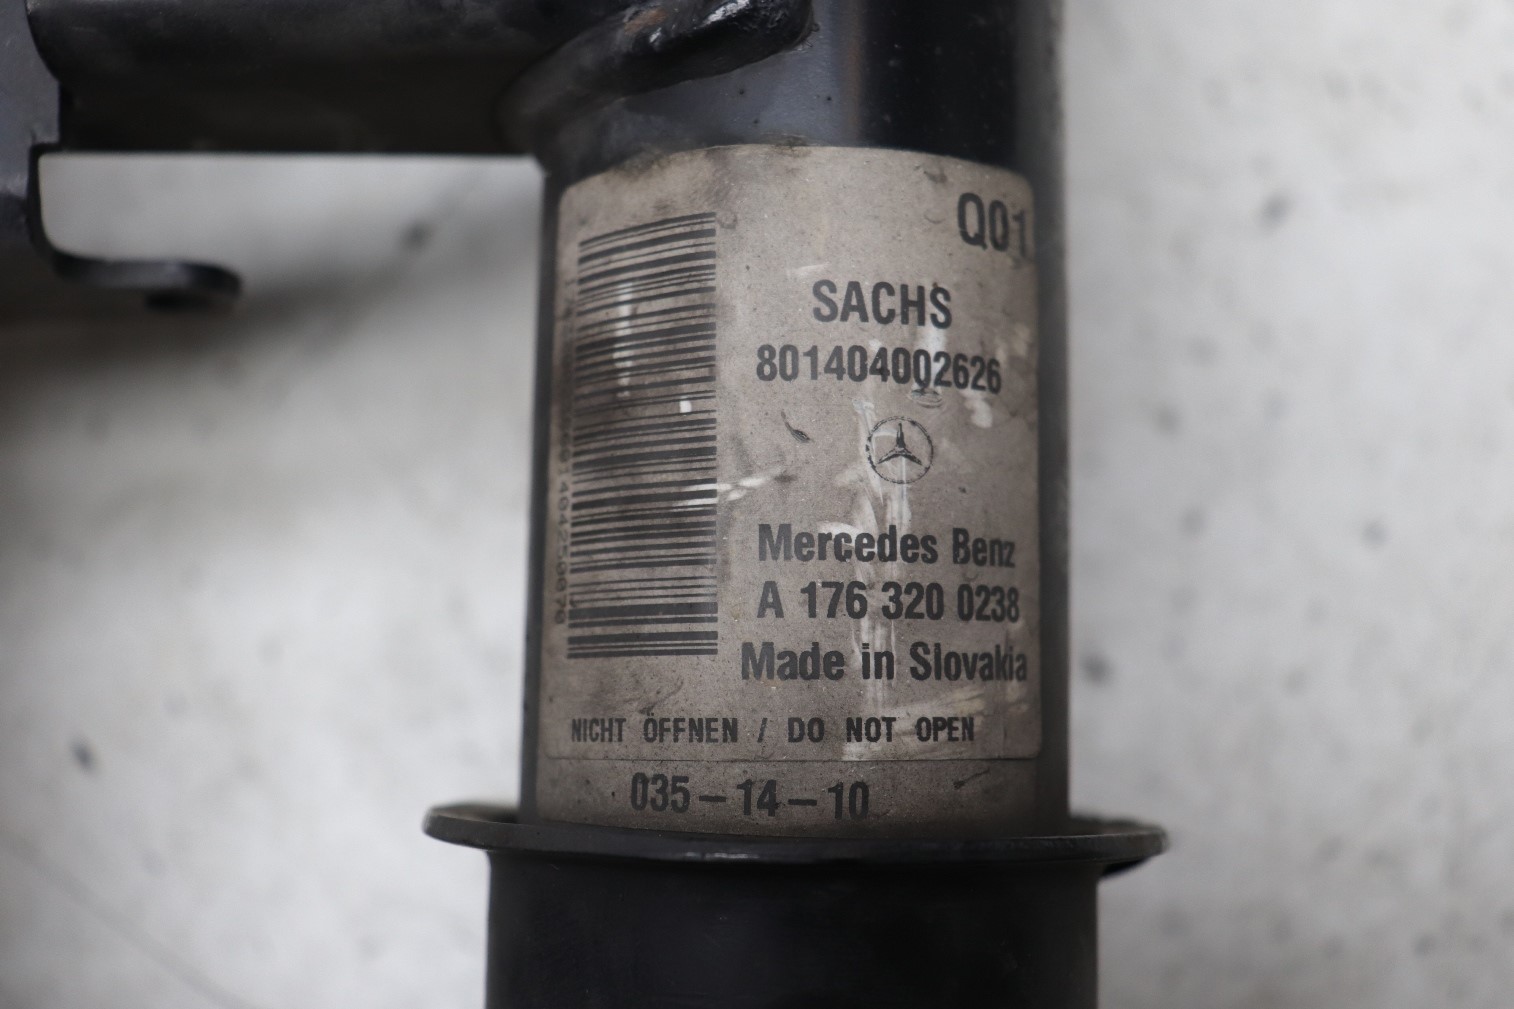 Q01
SACHS
801404002626
Mercedes Benz
A 176 320 0238
Made in Slovakia
NICHT ÖFFNEN / DO NOT OPEN
035-14-10